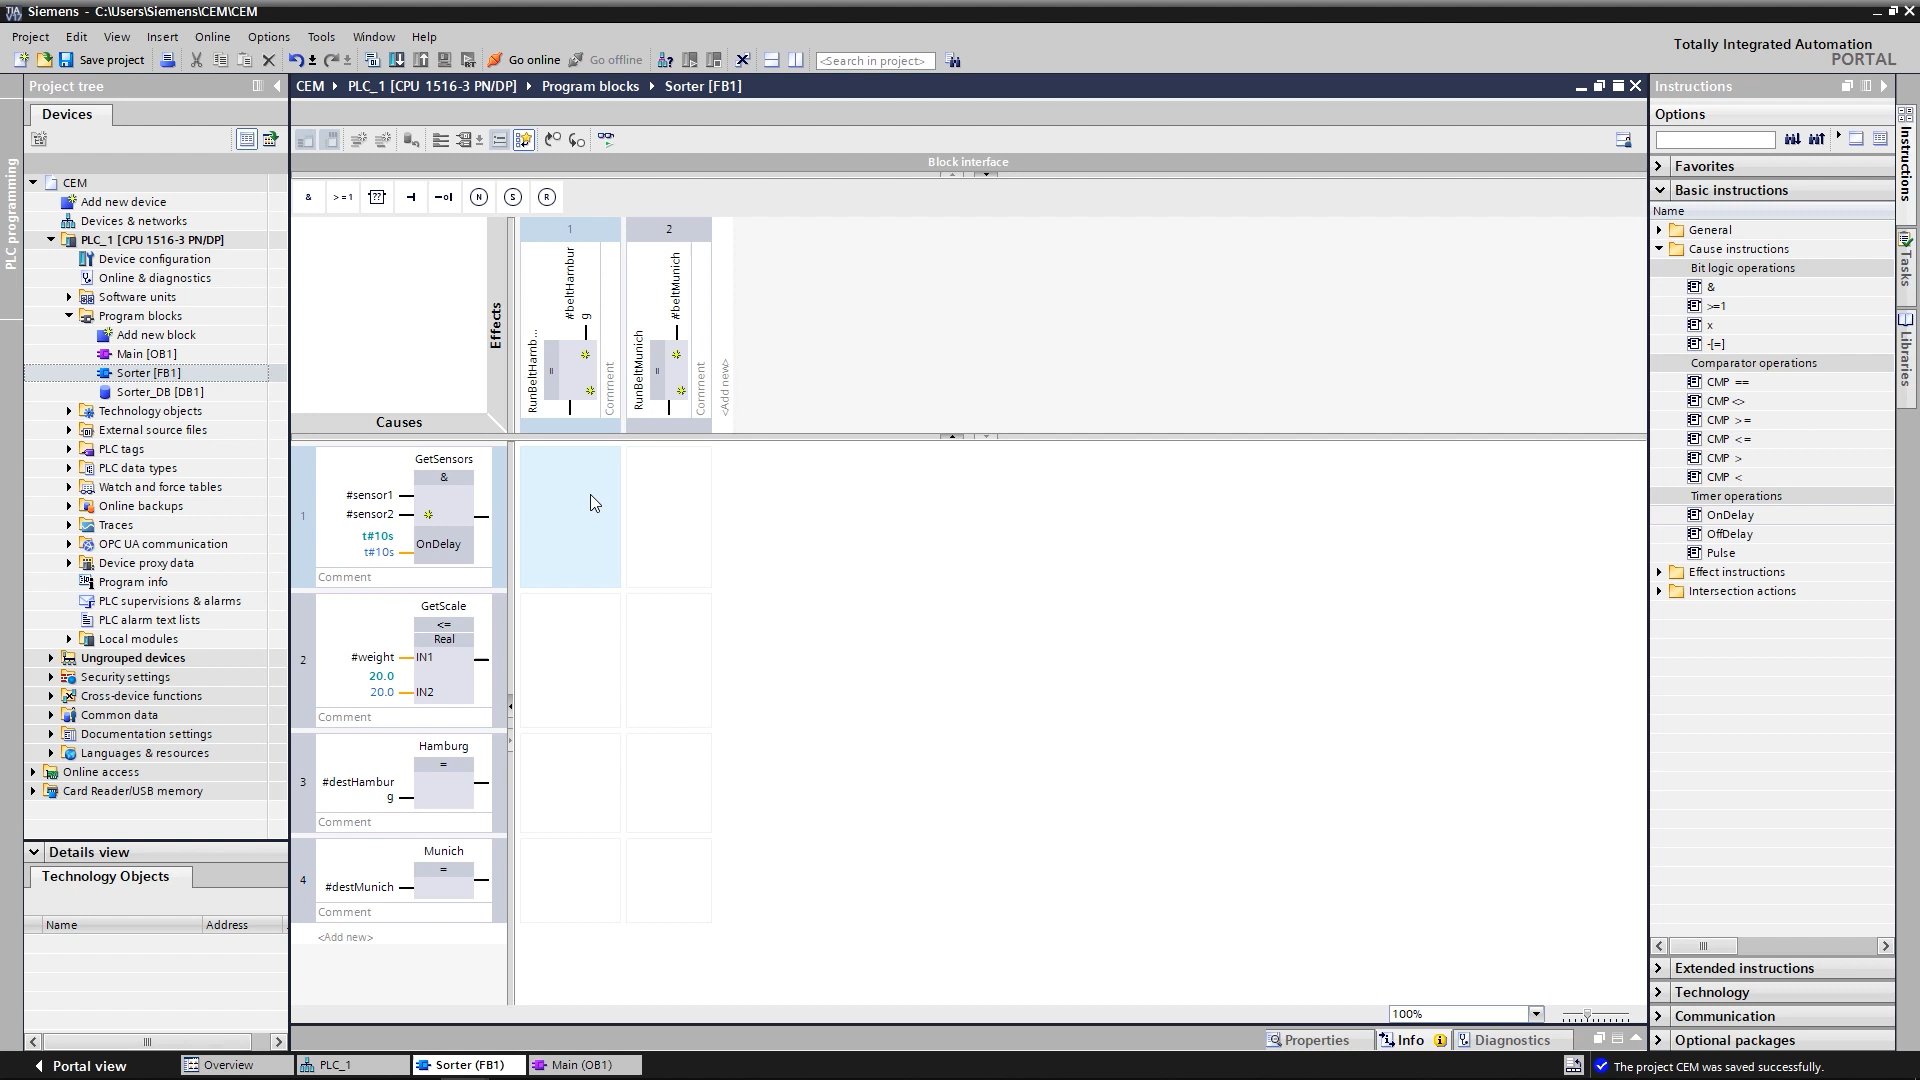 Siemens - C:\Users\Siemens\CEM\CEM
Project Edit View Insert Online Options Tools Window Help
Totally Integrated Automation
PORTAL
Save project
Go online
Go offline
<Search in project>
Project tree
Devices
PLC programming
CEM
Add new device
Devices & networks
PLC_1 [CPU 1516-3 PN/DP]
Device configuration
Online & diagnostics
Software units
Program blocks
Add new block
Main [OB1]
Sorter [FB1]
Sorter_DB [DB1]
Technology objects
External source files
PLC tags
PLC data types
Watch and force tables
Online backups
Traces
OPC UA communication
Device proxy data
Program info
PLC supervisions & alarms
PLC alarm text lists
Local modules
Ungrouped devices
Security settings
Cross-device functions
Common data
Documentation settings
Languages & resources
Online access
Card Reader/USB memory
Details view
Technology Objects
Name Address
CEM PLC_1 [CPU 1516-3 PN/DP] Program blocks Sorter [FB1]
Block interface
& >=1 ?? N S R
Effects
Causes
1
RunBeltHamb...
#beltHambur
g
=
Comment
2
RunBeltMunich
#beltMunich
=
Comment
<Add new>
1
GetSensors
&
#sensor1
#sensor2
t#10s
t#10s
OnDelay
Comment
2
GetScale
<=
Real
#weight IN1
20.0
20.0 IN2
Comment
3
Hamburg
=
#destHambur
g
Comment
4
Munich
=
#destMunich
Comment
<Add new>
100%
Properties
Info
Diagnostics
Instructions
Options
Favorites
Basic instructions
Name
General
Cause instructions
Bit logic operations
&
>=1
x
-[=]
Comparator operations
CMP ==
CMP <>
CMP >=
CMP <=
CMP >
CMP <
Timer operations
OnDelay
OffDelay
Pulse
Effect instructions
Intersection actions
Extended instructions
Technology
Communication
Optional packages
Instructions
Tasks
Libraries
Portal view
Overview
PLC_1
Sorter (FB1)
Main (OB1)
The project CEM was saved successfully.